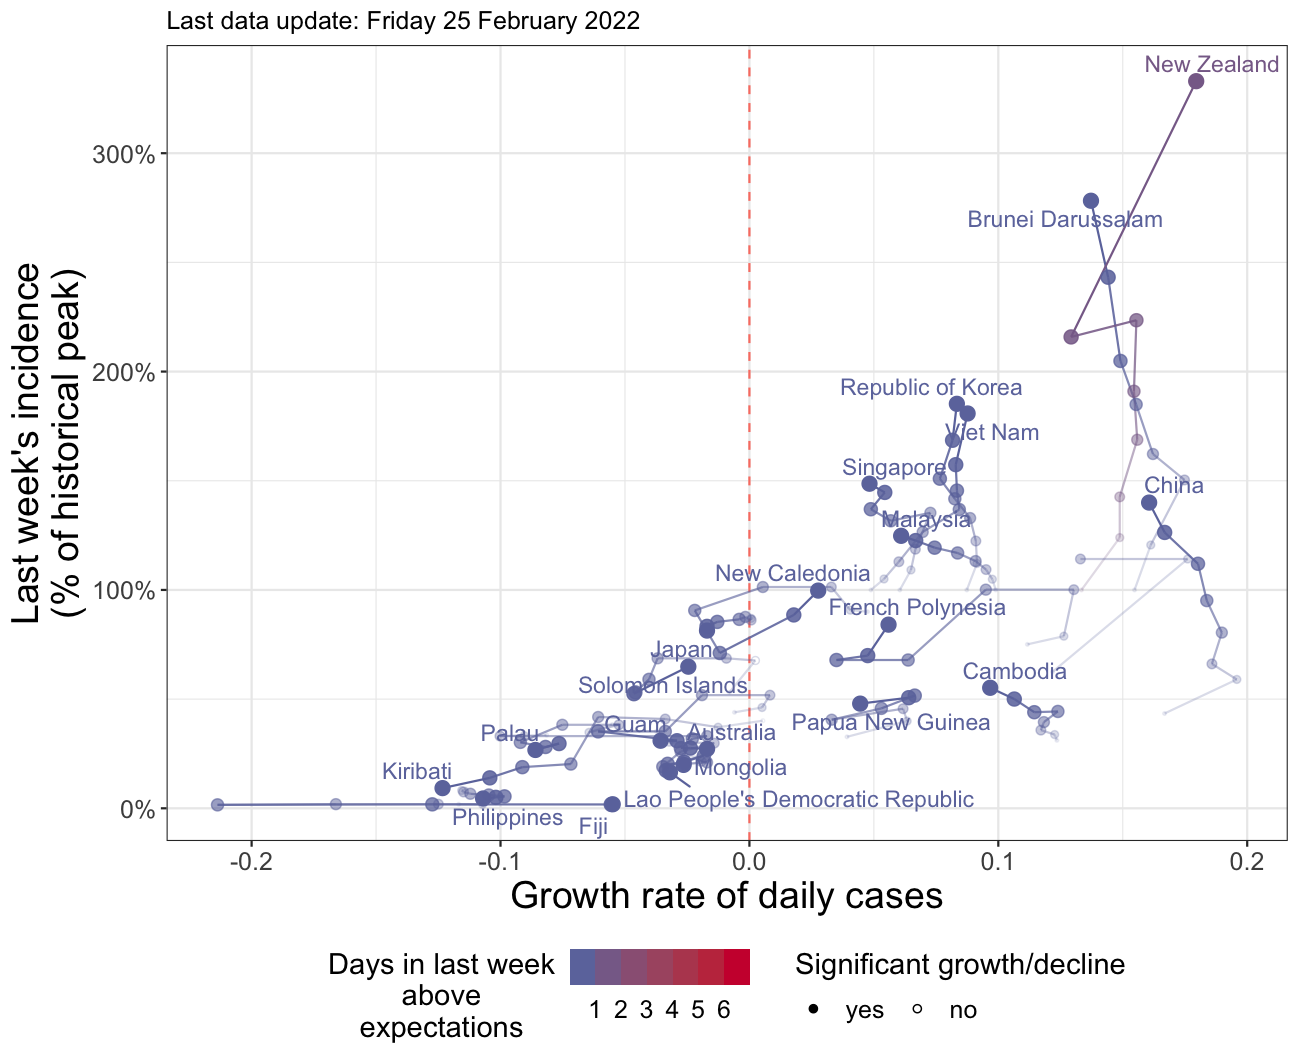 Last data update: Friday 25 February 2022
New Zealand
300%
Brunei Darussalam
200%
Republic of Korea
Viet Nam
Singapore
China
Malaysia
100%
New Caledonia
French Polynesia
Japan
Cambodia
Solomon Islands
Papua New Guinea
Guam
Palau
Australia
Mongolia
Kiribati
Lao People's Democratic Republic
0%
Philippines
Fiji
Last week's incidence
(% of historical peak)
-0.2 -0.1 0.0 0.1 0.2
Growth rate of daily cases
Days in last week
above
expectations
1 2 3 4 5 6
Significant growth/decline
yes no